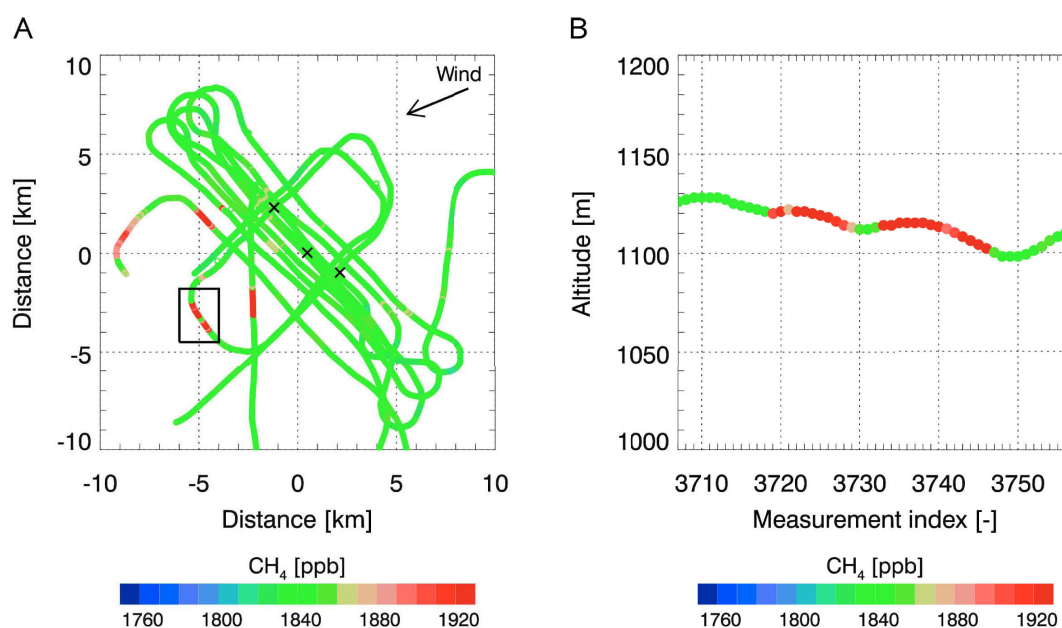 A
10
5
0
-5
-10
Distance [km]
Wind
-10 -5 0 5 10
Distance [km]
CH4 [ppb]
1760 1800 1840 1880 1920
B
1200
1150
1100
1050
1000
Altitude [m]
3710 3720 3730 3740 3750
Measurement index [-]
CH4 [ppb]
1760 1800 1840 1880 1920